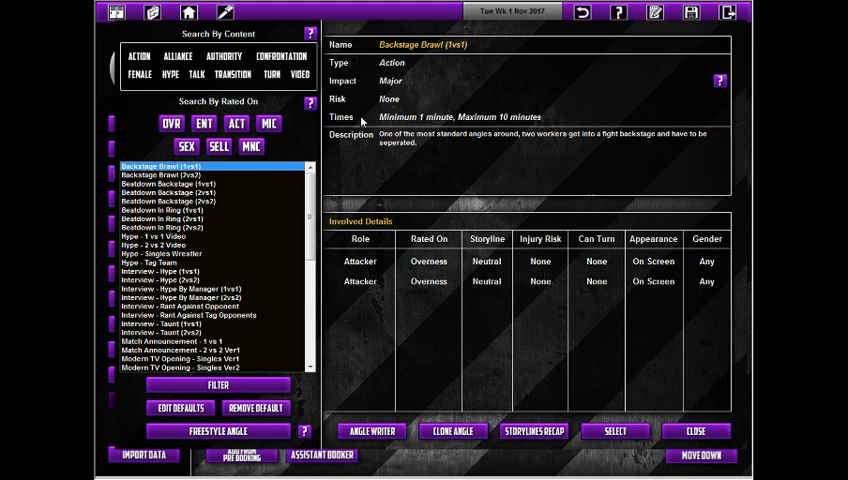 Tue Wk 1 Nov 2017
?
Search By Content
?
ACTION ALLIANCE AUTHORITY CONFRONTATION
FEMALE HYPE TALK TRANSITION TURN VIDEO
Search By Rated On
?
OVR ENT ACT MIC
SEX SELL MNC
Backstage Brawl (1vs1)
Backstage Brawl (2vs2)
Beatdown Backstage (1vs1)
Beatdown Backstage (2vs1)
Beatdown Backstage (2vs2)
Beatdown In Ring (1vs1)
Beatdown In Ring (2vs1)
Beatdown In Ring (2vs2)
Hype - 1 vs 1 Video
Hype - 2 vs 2 Video
Hype - Singles Wrestler
Hype - Tag Team
Interview - Hype (1vs1)
Interview - Hype (2vs2)
Interview - Hype By Manager (1vs1)
Interview - Hype By Manager (2vs2)
Interview - Rant Against Opponent
Interview - Rant Against Tag Opponents
Interview - Taunt (1vs1)
Interview - Taunt (2vs2)
Match Announcement - 1 vs 1
Match Announcement - 2 vs 2 Ver1
Modern TV Opening - Singles Ver1
Modern TV Opening - Singles Ver2
FILTER
EDIT DEFAULTS REMOVE DEFAULT
FREESTYLE ANGLE ?
Name Backstage Brawl (1vs1)
Type Action
Impact Major ?
Risk None
Times Minimum 1 minute, Maximum 10 minutes
Description One of the most standard angles around, two workers get into a fight backstage and have to be
seperated.
Involved Details
Role Rated On Storyline Injury Risk Can Turn Appearance Gender
Attacker Overness Neutral None None On Screen Any
Attacker Overness Neutral None None On Screen Any
ANGLE WRITER CLONE ANGLE STORYLINES RECAP SELECT CLOSE
IMPORT DATA ADD FROM
PRE BOOKING ASSISTANT BOOKER MOVE DOWN